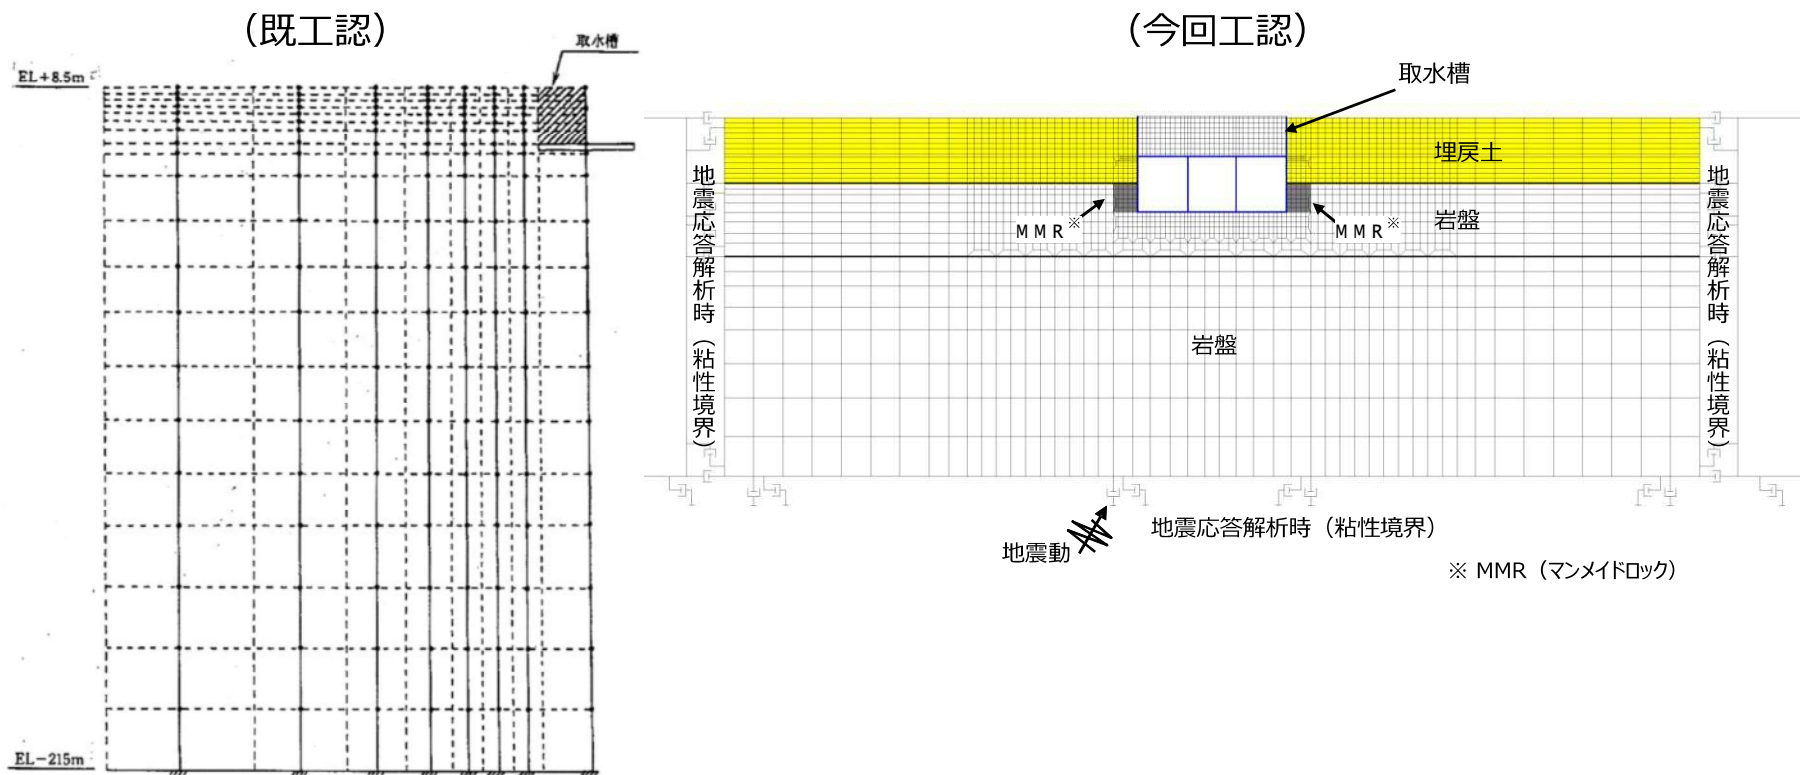 （既工認）
取水槽
EL+8.5m
EL−215m
（今回工認）
取水槽
埋戻土
岩盤
MMR※
MMR※
岩盤
地震応答解析時（粘性境界）
地震応答解析時（粘性境界）
地震応答解析時（粘性境界）
地震動
※ MMR（マンメイドロック）